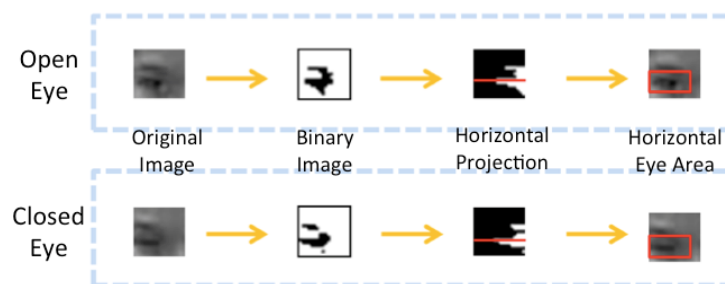 Open
Eye
Original
Image
Binary
Image
Horizontal
Projection
Horizontal
Eye Area
Closed
Eye